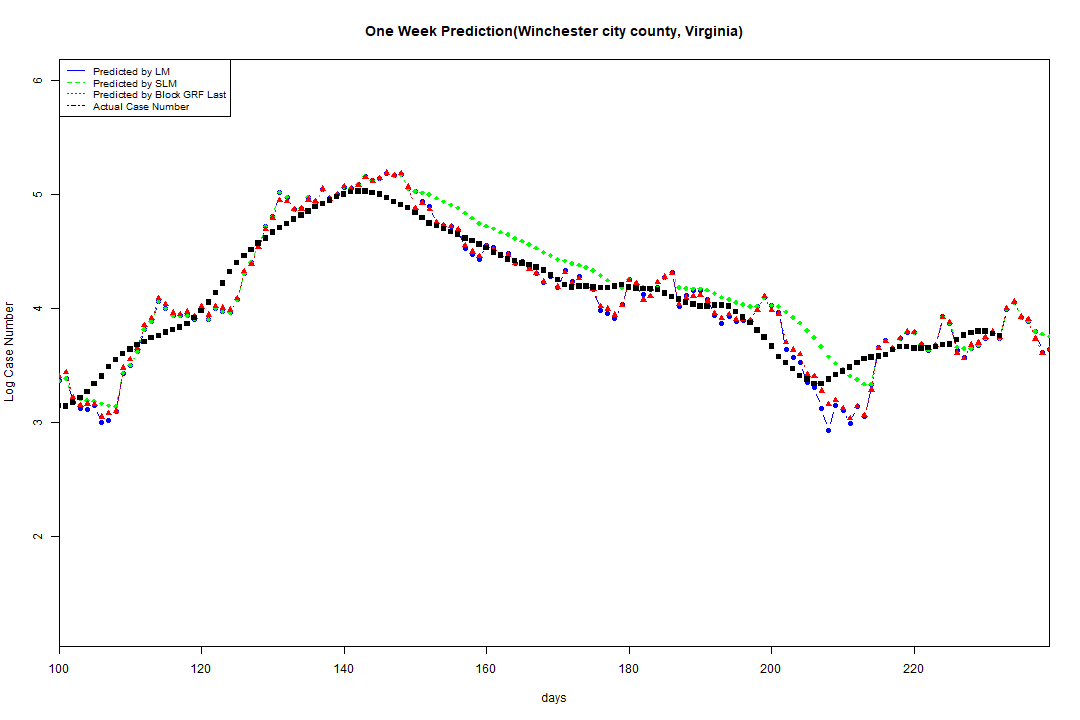 One Week Prediction(Winchester city county, Virginia)
Predicted by LM
Predicted by SLM
Predicted by Block GRF Last
Actual Case Number
6
5
4
3
2
Log Case Number
100 120 140 160 180 200 220
days